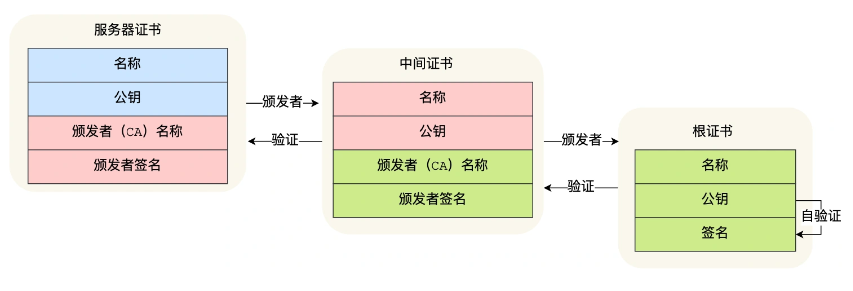 服务器证书
名称
公钥
颁发者（CA）名称
颁发者签名
颁发者
验证
中间证书
名称
公钥
颁发者（CA）名称
颁发者签名
颁发者
验证
根证书
名称
公钥
签名
自验证